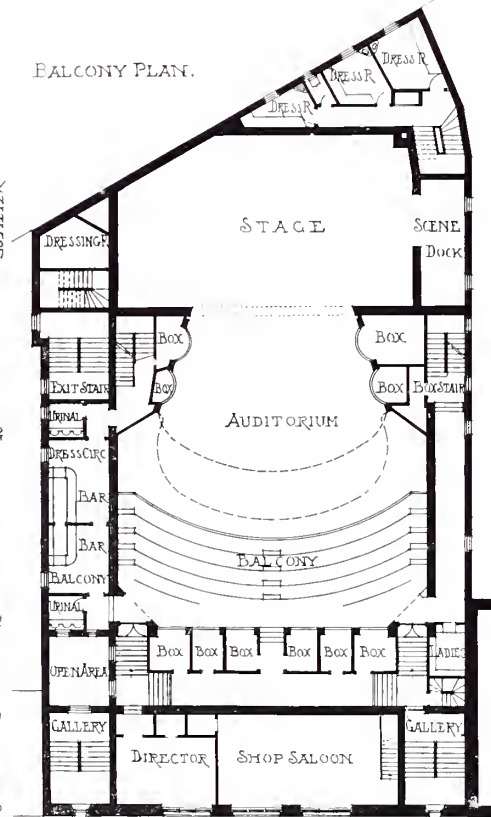 BALCONY PLAN.
DRESS R
DRESS R
DRESS R
STAGE
SCENE
DOCK
DRESSING R.
BOX
BOX
EXIT STAIR
BOX
BOX
BOX STAIR
URINAL
AUDITORIUM
DRESS CIRC
BAR
BAR
BALCONY
BALCONY
URINAL
BOX
BOX
BOX
BOX
BOX
BOX
LADIES
OPEN AREA
GALLERY
GALLERY
DIRECTOR
SHOP SALOON